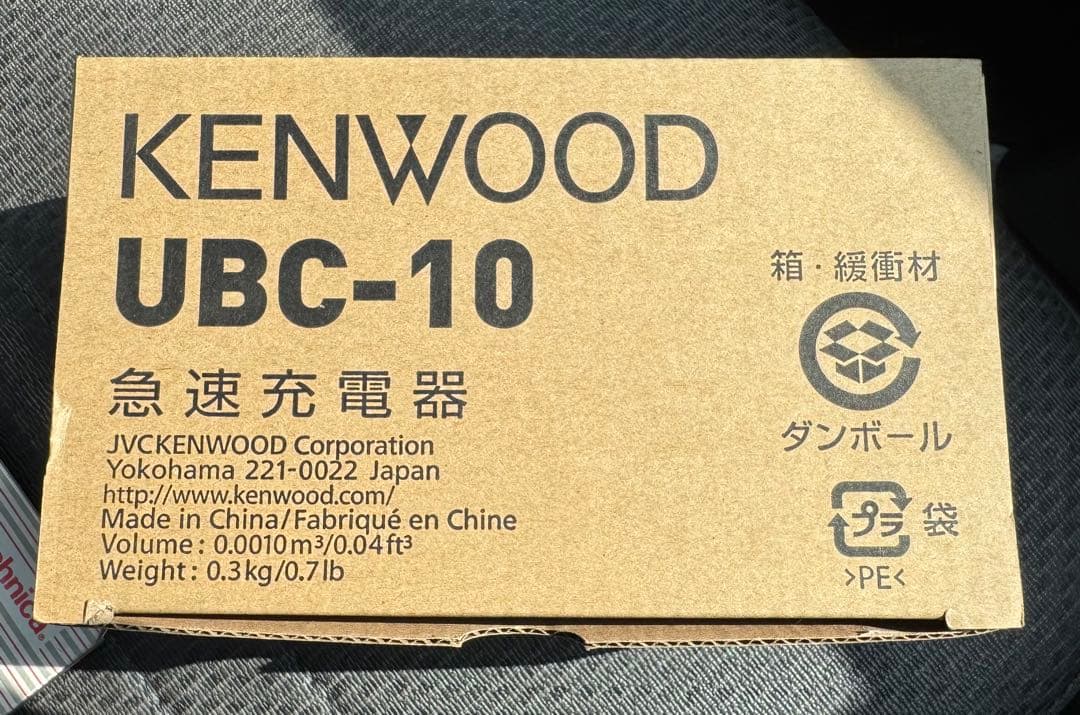 KENWOOD
UBC-10
急速充電器
JVCKENWOOD Corporation
Yokohama 221-0022 Japan
http://www.kenwood.com/
Made in China/Fabriqué en Chine
Volume : 0.0010m³/0.04ft³
Weight : 0.3kg/0.7lb
箱・緩衝材
ダンボール
プラ 袋
>PE<